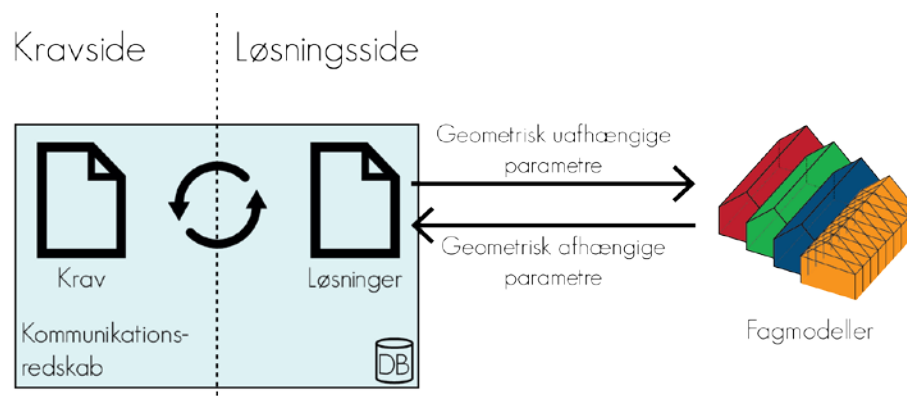 Kravside
Løsningsside
Geometrisk uafhængige
parametre
Geometrisk afhængige
parametre
Krav
Løsninger
Kommunikations-
redskab
DB
Fagmodeller